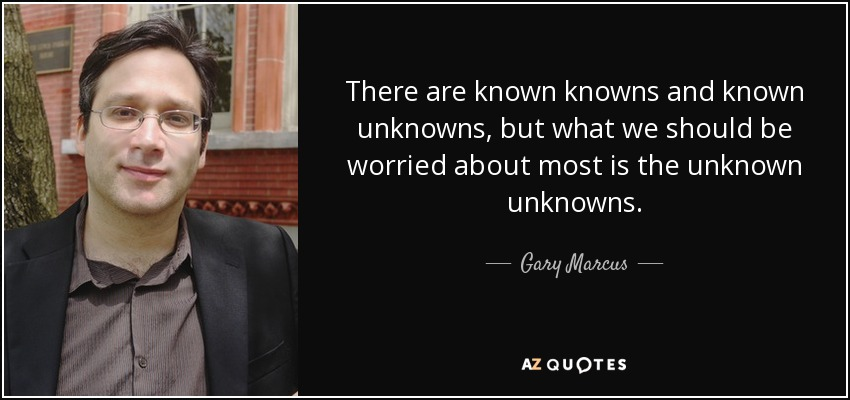 There are known knowns and known
unknowns, but what we should be
worried about most is the unknown
unknowns.
Gary Marcus
AZ QUOTES